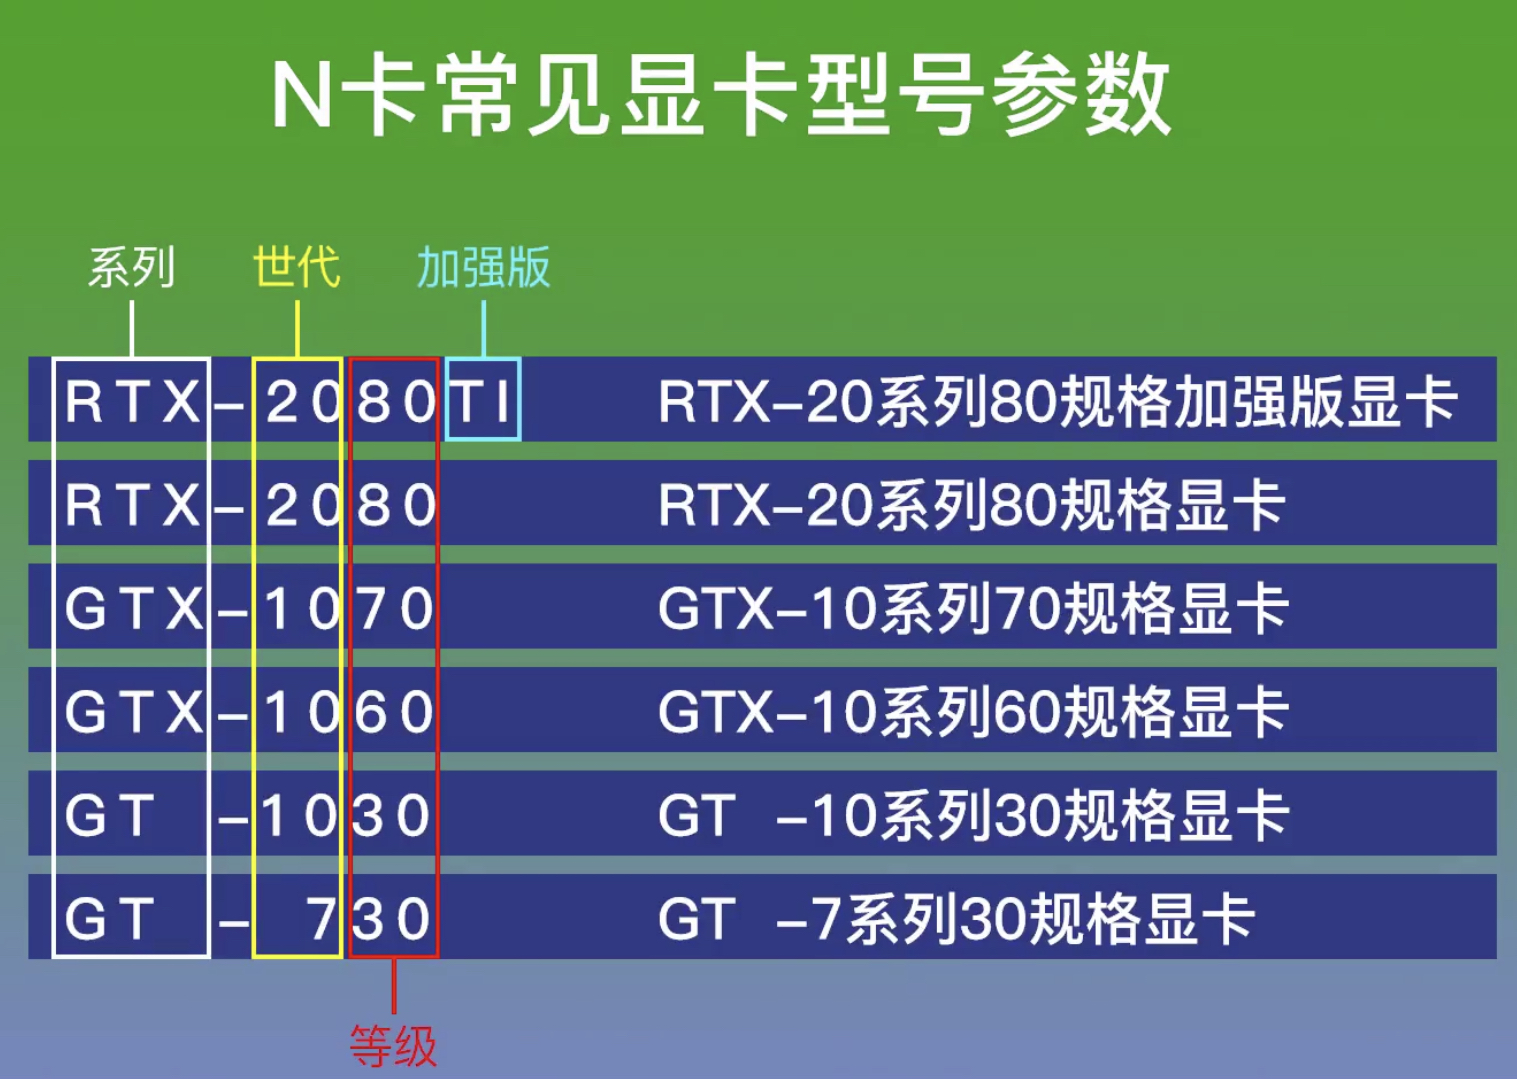 N卡常见显卡型号参数
系列 世代 加强版
RTX-2080TI RTX-20系列80规格加强版显卡
RTX-2080 RTX-20系列80规格显卡
GTX-1070 GTX-10系列70规格显卡
GTX-1060 GTX-10系列60规格显卡
GT -1030 GT -10系列30规格显卡
GT - 730 GT -7系列30规格显卡
等级